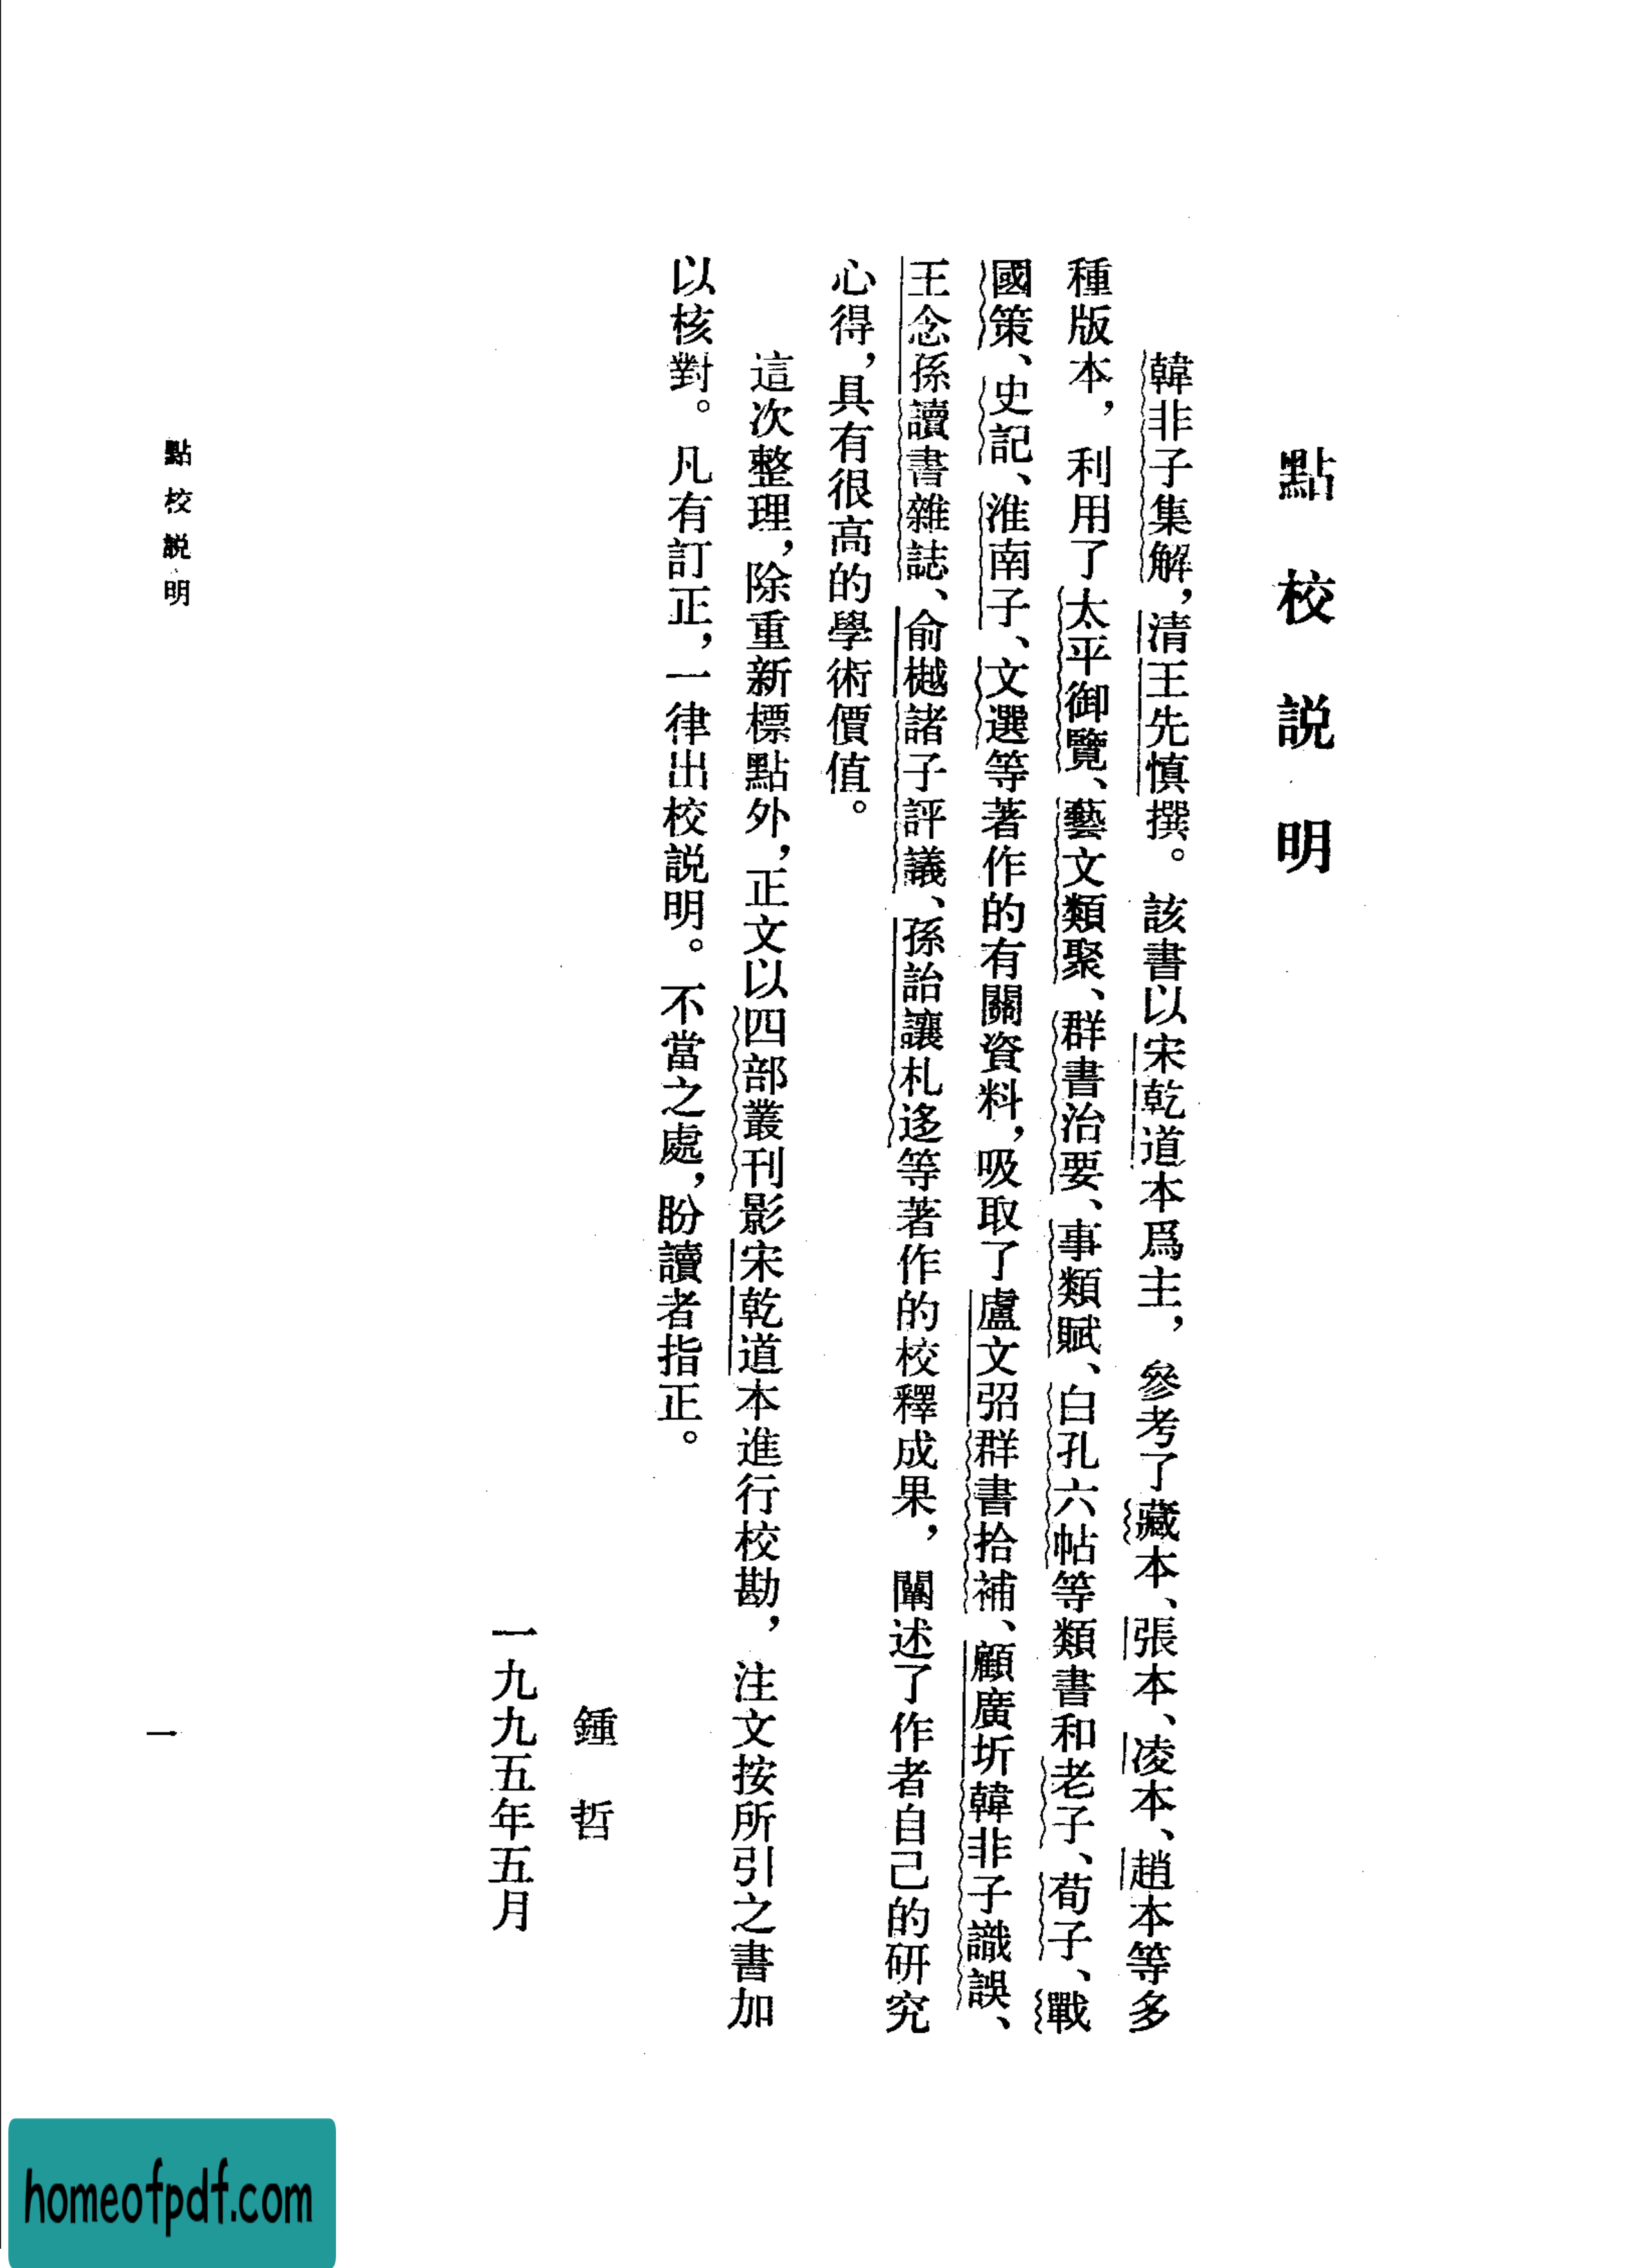 點校説明
韓非子集解，清王先慎撰。該書以宋乾道本爲主，參考了藏本、張本、凌本、趙本等多
種版本，利用了太平御覽、藝文類聚、群書治要、事類賦、白孔六帖等類書和老子、荀子、戰
國策、史記、淮南子、文選等著作的有關資料，吸取了盧文弨群書拾補、顧廣圻韓非子識誤、
王念孫讀書雜誌、俞樾諸子評議、孫詒讓札迻等著作的校釋成果，闡述了作者自己的研究
心得，具有很高的學術價值。
這次整理，除重新標點外，正文以四部叢刊影宋乾道本進行校勘，注文按所引之書加
以核對。凡有訂正，一律出校説明。不當之處，盼讀者指正。
鍾哲
一九九五年五月
點校説明
一
homeofpdf.com